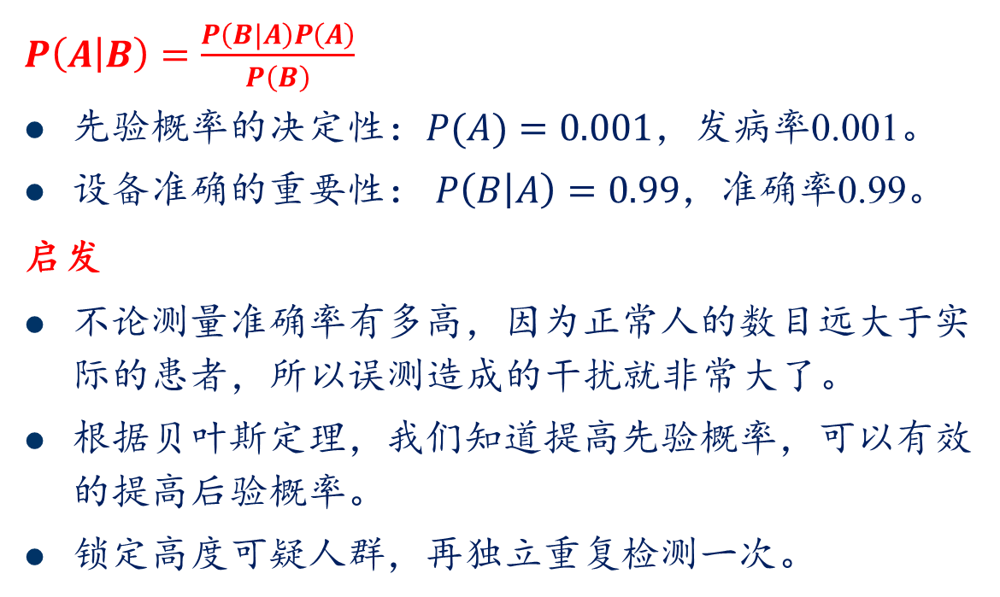 P(A|B) = P(B|A)P(A) / P(B)
● 先验概率的决定性：P(A) = 0.001，发病率0.001。
● 设备准确的重要性： P(B|A) = 0.99，准确率0.99。
启发
● 不论测量准确率有多高，因为正常人的数目远大于实
际的患者，所以误测造成的干扰就非常大了。
● 根据贝叶斯定理，我们知道提高先验概率，可以有效
的提高后验概率。
● 锁定高度可疑人群，再独立重复检测一次。